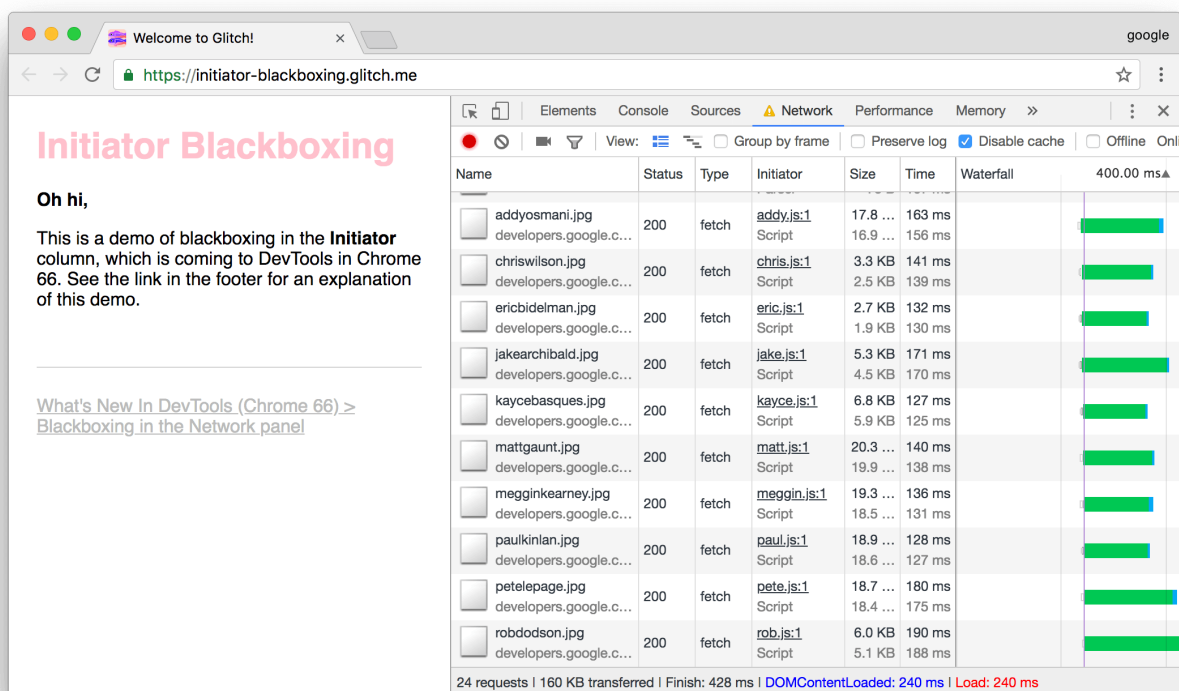 Welcome to Glitch!
google
https://initiator-blackboxing.glitch.me
Initiator Blackboxing
Oh hi,
This is a demo of blackboxing in the Initiator
column, which is coming to DevTools in Chrome
66. See the link in the footer for an explanation
of this demo.
What's New In DevTools (Chrome 66) >
Blackboxing in the Network panel
Elements Console Sources Network Performance Memory »
View: Group by frame Preserve log Disable cache Offline Onl
Name Status Type Initiator Size Time Waterfall 400.00 ms▲
addyosmani.jpg 200 fetch addy.js:1 17.8 ... 163 ms
developers.google.c... Script 16.9 ... 156 ms
chriswilson.jpg 200 fetch chris.js:1 3.3 KB 141 ms
developers.google.c... Script 2.5 KB 139 ms
ericbidelman.jpg 200 fetch eric.js:1 2.7 KB 132 ms
developers.google.c... Script 1.9 KB 130 ms
jakearchibald.jpg 200 fetch jake.js:1 5.3 KB 171 ms
developers.google.c... Script 4.5 KB 170 ms
kaycebasques.jpg 200 fetch kayce.js:1 6.8 KB 127 ms
developers.google.c... Script 5.9 KB 125 ms
mattgaunt.jpg 200 fetch matt.js:1 20.3 ... 140 ms
developers.google.c... Script 19.9 ... 138 ms
megginkearney.jpg 200 fetch meggin.js:1 19.3 ... 136 ms
developers.google.c... Script 18.5 ... 131 ms
paulkinlan.jpg 200 fetch paul.js:1 18.9 ... 128 ms
developers.google.c... Script 18.6 ... 127 ms
petelepage.jpg 200 fetch pete.js:1 18.7 ... 180 ms
developers.google.c... Script 18.4 ... 175 ms
robdodson.jpg 200 fetch rob.js:1 6.0 KB 190 ms
developers.google.c... Script 5.1 KB 188 ms
24 requests | 160 KB transferred | Finish: 428 ms | DOMContentLoaded: 240 ms | Load: 240 ms